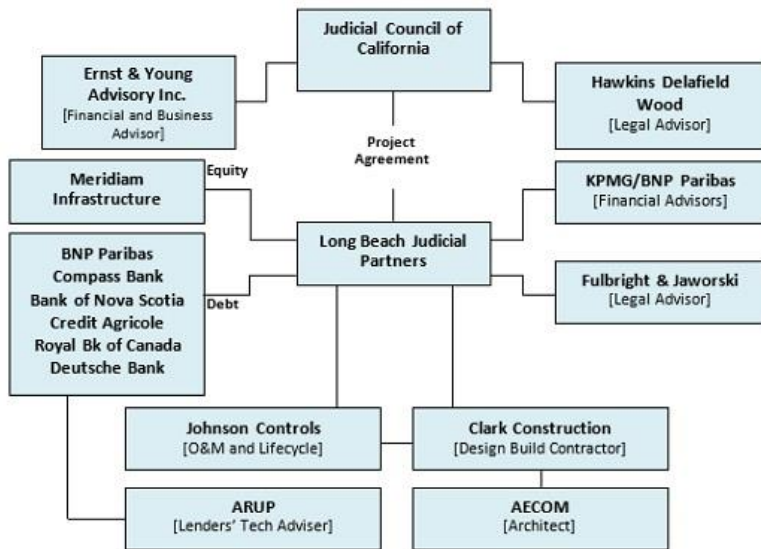 Judicial Council of
California
Ernst & Young
Advisory Inc.
[Financial and Business
Advisor]
Hawkins Delafield
Wood
[Legal Advisor]
Project
Agreement
Equity
Meridiam
Infrastructure
KPMG/BNP Paribas
[Financial Advisors]
Long Beach Judicial
Partners
BNP Paribas
Compass Bank
Bank of Nova Scotia
Credit Agricole
Royal Bk of Canada
Deutsche Bank
Debt
Fulbright & Jaworski
[Legal Advisor]
Johnson Controls
[O&M and Lifecycle]
Clark Construction
[Design Build Contractor]
ARUP
[Lenders' Tech Adviser]
AECOM
[Architect]